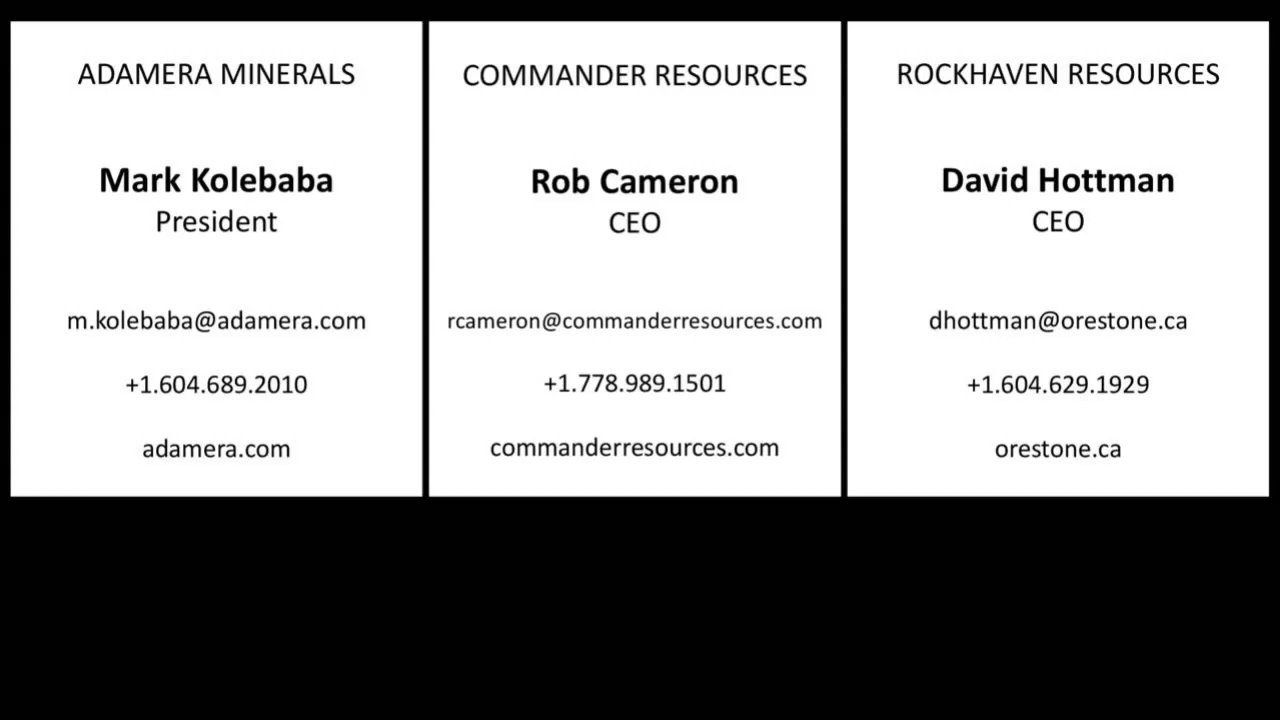 ADAMERA MINERALS
Mark Kolebaba
President
m.kolebaba@adamera.com
+1.604.689.2010
adamera.com
COMMANDER RESOURCES
Rob Cameron
CEO
rcameron@commanderresources.com
+1.778.989.1501
commanderresources.com
ROCKHAVEN RESOURCES
David Hottman
CEO
dhottman@orestone.ca
+1.604.629.1929
orestone.ca